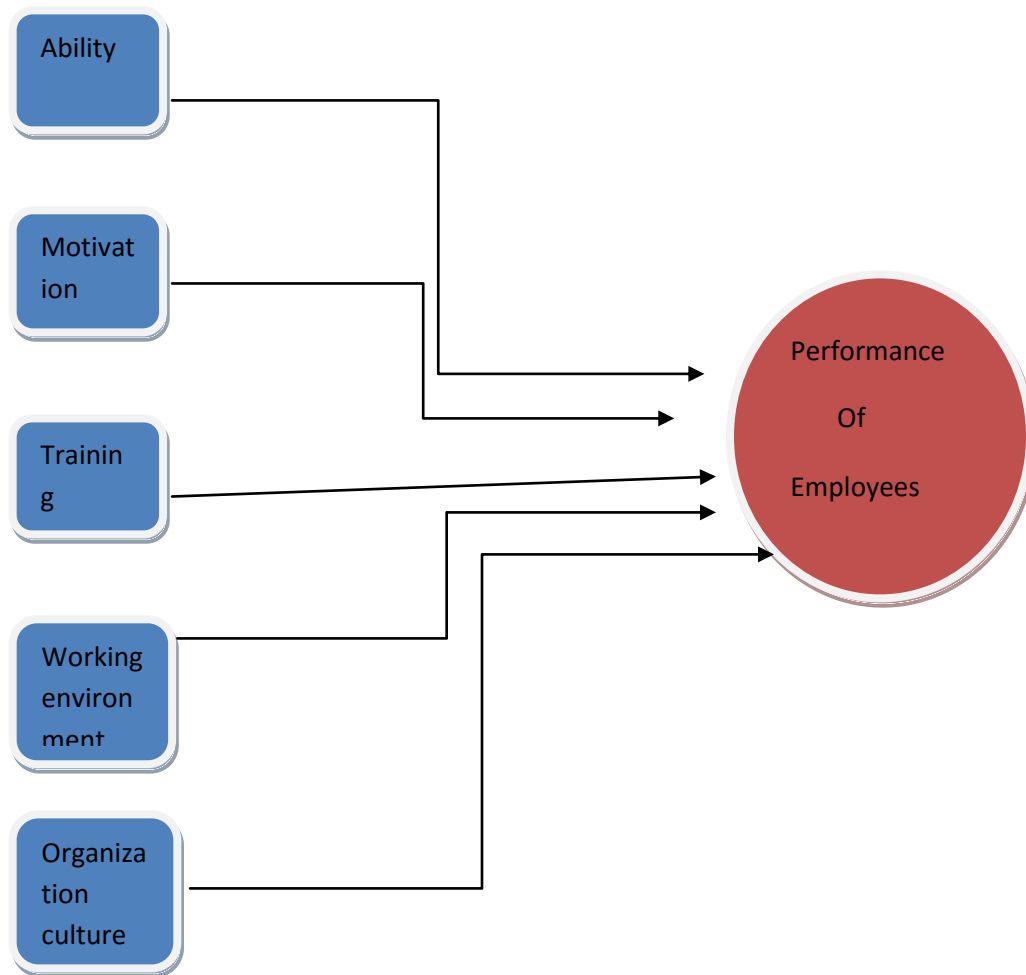 Ability
Motivat
ion
Performance
Of
Trainin
g
Employees
Working
environ
ment
Organiza
tion
culture